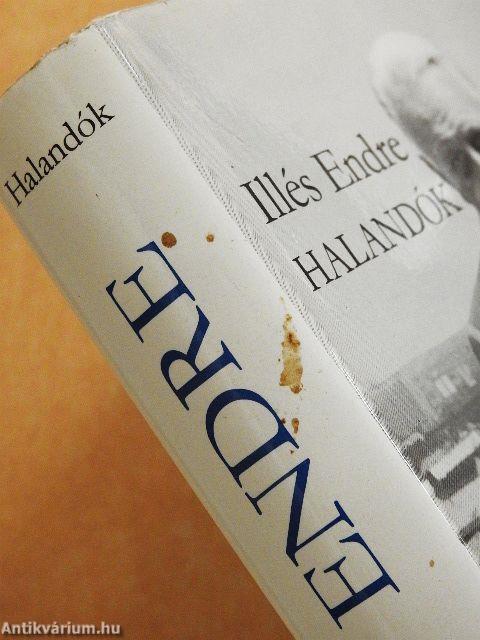 Halandók
ENDRE
Illés Endre
HALANDÓK
Antikvárium.hu